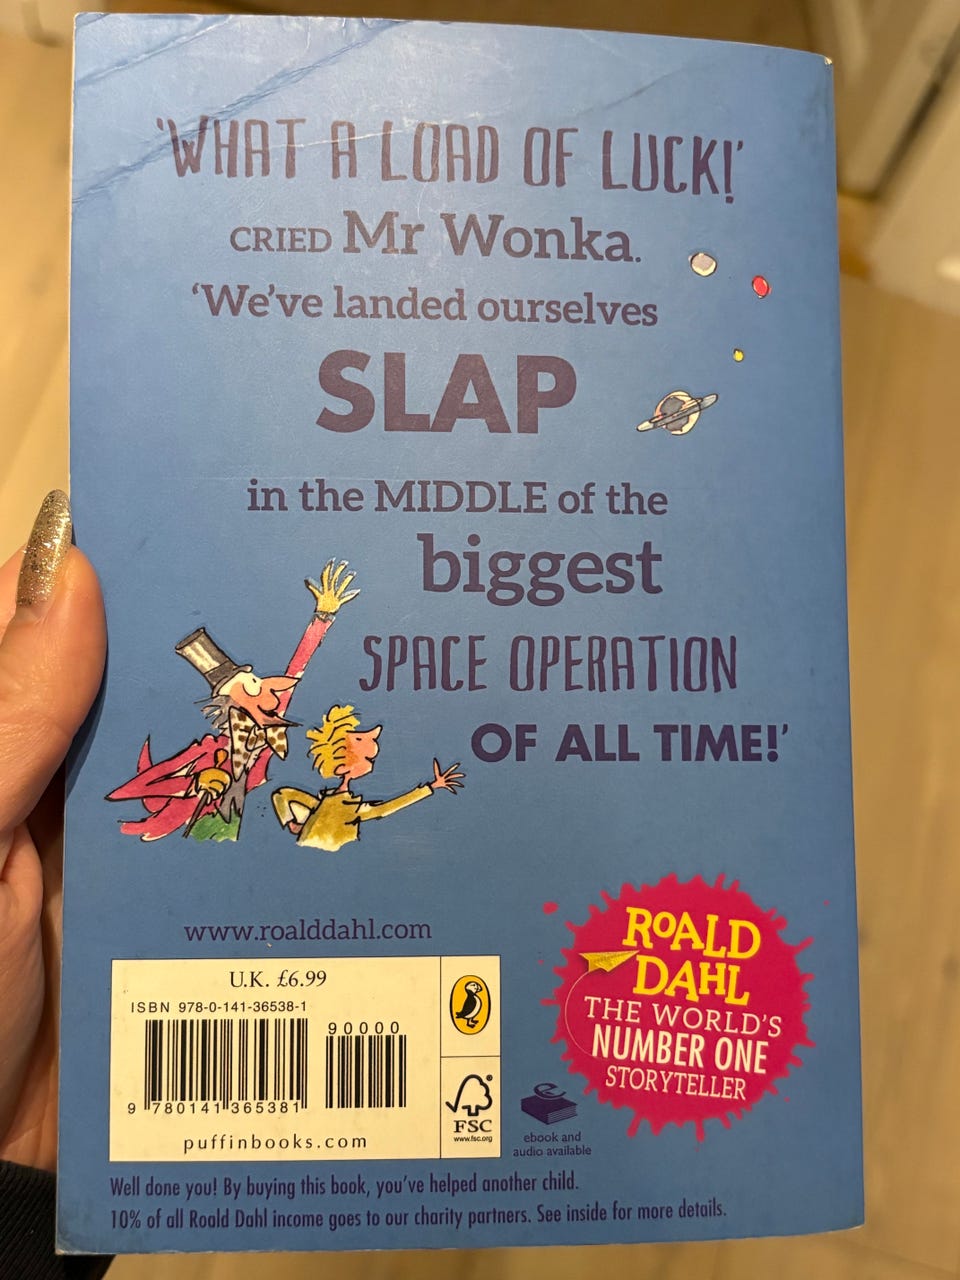 'WHAT A LOAD OF LUCK!'
CRIED Mr Wonka.
'We've landed ourselves
SLAP
in the MIDDLE of the
biggest
SPACE OPERATION
OF ALL TIME!'
www.roalddahl.com
U.K. £6.99
ISBN 978-0-141-36538-1
90000
9 780141 365381
puffinbooks.com
FSC
www.fsc.org
e
ebook and
audio available
ROALD
DAHL
THE WORLD'S
NUMBER ONE
STORYTELLER
Well done you! By buying this book, you've helped another child.
10% of all Roald Dahl income goes to our charity partners. See inside for more details.